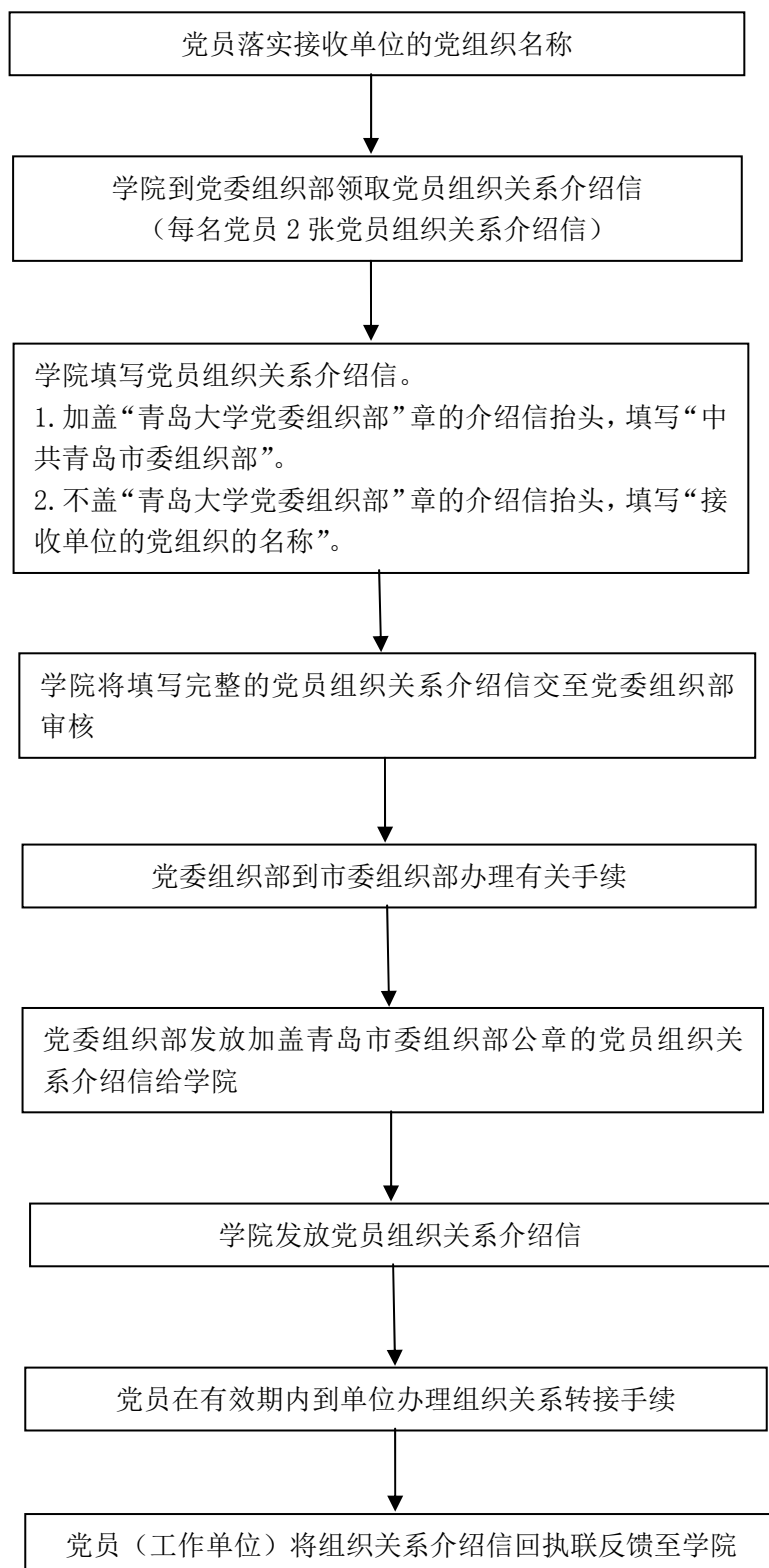 党员落实接收单位的党组织名称
学院到党委组织部领取党员组织关系介绍信
（每名党员 2 张党员组织关系介绍信）
学院填写党员组织关系介绍信。
1.加盖“青岛大学党委组织部”章的介绍信抬头，填写“中
共青岛市委组织部”。
2.不盖“青岛大学党委组织部”章的介绍信抬头，填写“接
收单位的党组织的名称”。
学院将填写完整的党员组织关系介绍信交至党委组织部
审核
党委组织部到市委组织部办理有关手续
党委组织部发放加盖青岛市委组织部公章的党员组织关
系介绍信给学院
学院发放党员组织关系介绍信
党员在有效期内到单位办理组织关系转接手续
党员（工作单位）将组织关系介绍信回执联反馈至学院